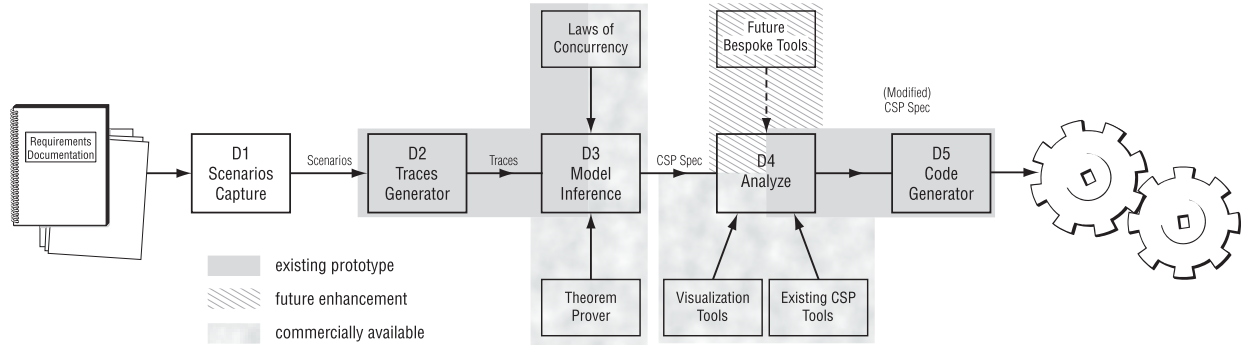 Laws of
Concurrency
Future
Bespoke Tools
(Modified)
CSP Spec
Requirements
Documentation
D1
Scenarios
Capture
Scenarios
D2
Traces
Generator
Traces
D3
Model
Inference
CSP Spec
D4
Analyze
D5
Code
Generator
existing prototype
future enhancement
commercially available
Theorem
Prover
Visualization
Tools
Existing CSP
Tools